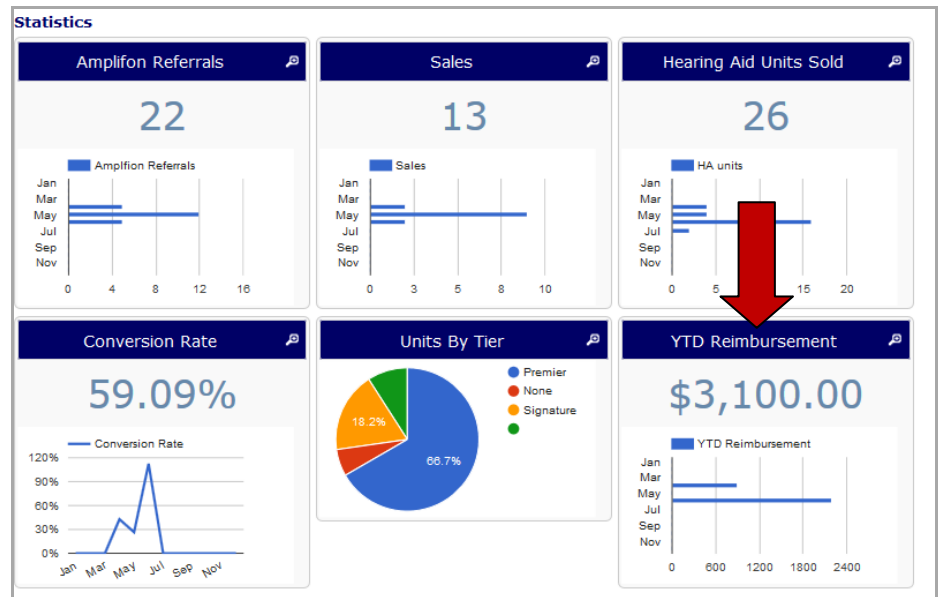 Statistics
Amplifon Referrals
22
Amplfion Referrals
Jan
Mar
May
Jul
Sep
Nov
0 4 8 12 16
Sales
13
Sales
Jan
Mar
May
Jul
Sep
Nov
0 3 5 8 10
Hearing Aid Units Sold
26
HA units
Jan
Mar
May
Jul
Sep
Nov
0 5 15 20
Conversion Rate
59.09%
Conversion Rate
120%
90%
60%
30%
0%
Jan Mar May Jul Sep Nov
Units By Tier
Premier
None
Signature
18.2%
66.7%
YTD Reimbursement
$3,100.00
YTD Reimbursement
Jan
Mar
May
Jul
Sep
Nov
0 600 1200 1800 2400